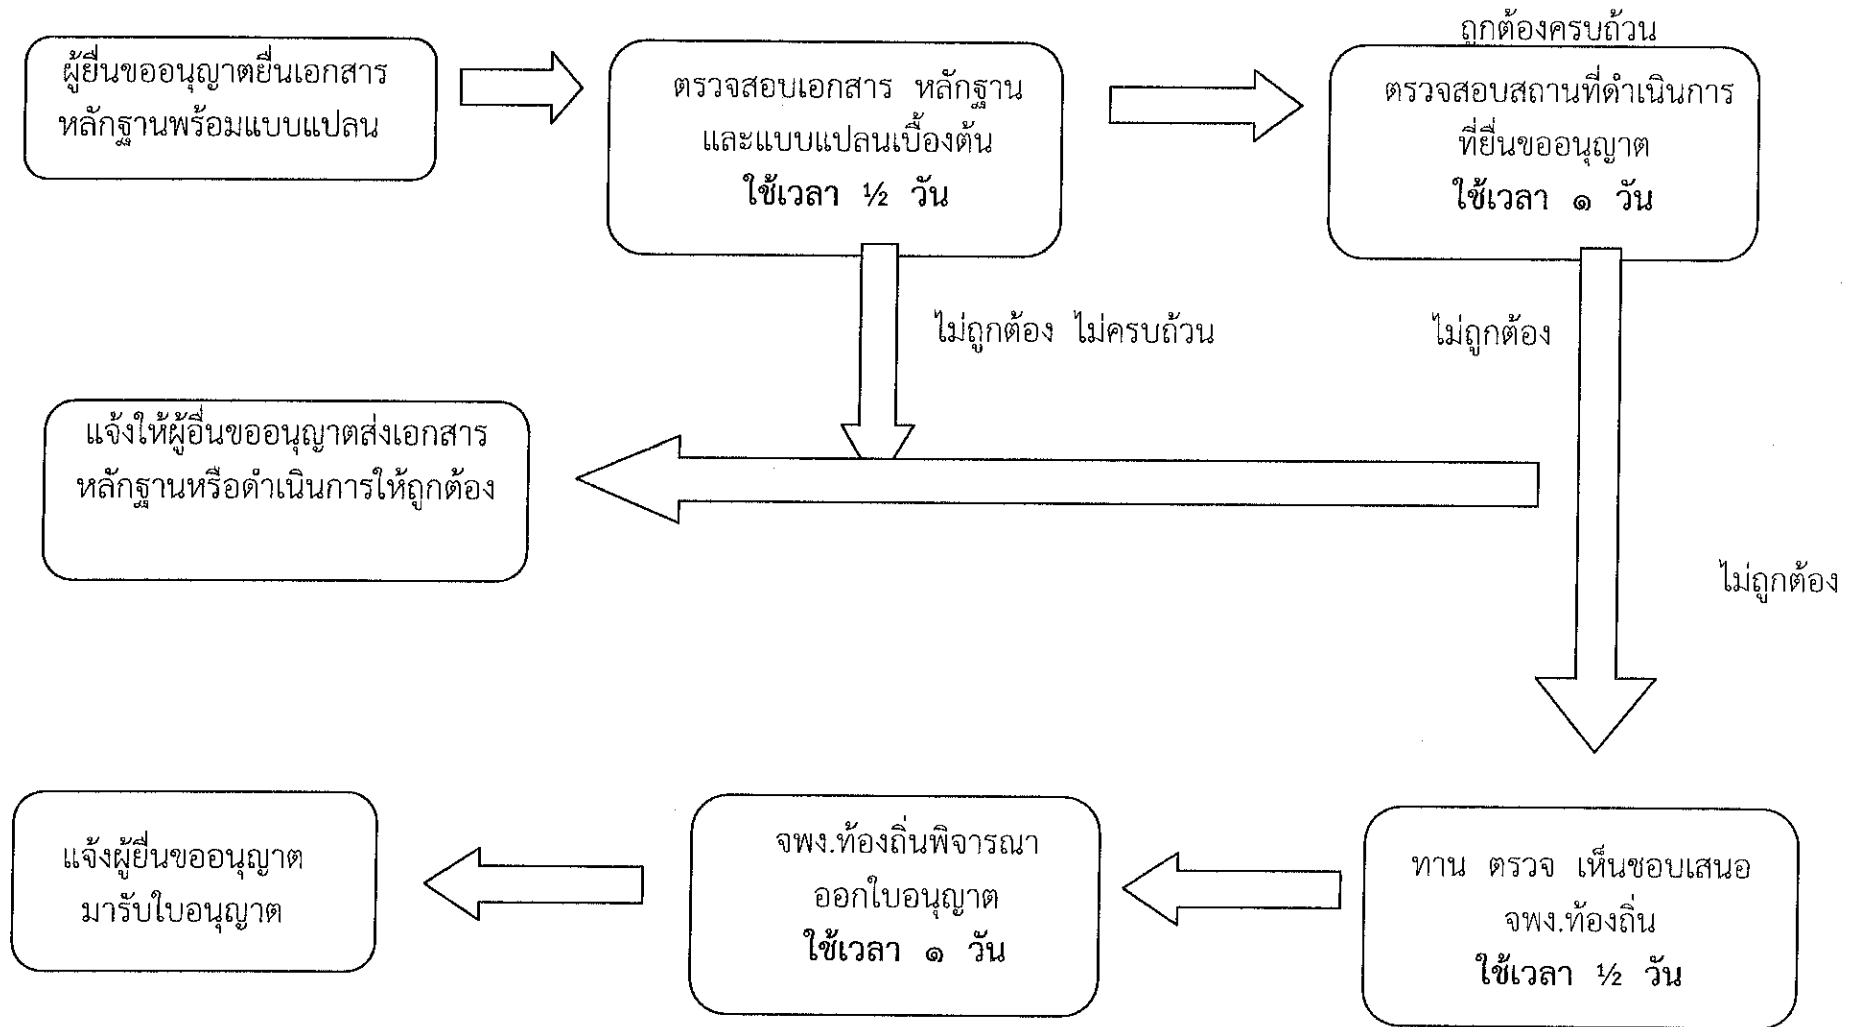 ผู้ยื่นขออนุญาตยื่นเอกสาร
หลักฐานพร้อมแบบแปลน
ตรวจสอบเอกสาร หลักฐาน
และแบบแปลนเบื้องต้น
ใช้เวลา ½ วัน
ถูกต้องครบถ้วน
ตรวจสอบสถานที่ดำเนินการ
ที่ยื่นขออนุญาต
ใช้เวลา ๑ วัน
ไม่ถูกต้อง ไม่ครบถ้วน
ไม่ถูกต้อง
แจ้งให้ผู้อื่นขออนุญาตส่งเอกสาร
หลักฐานหรือดำเนินการให้ถูกต้อง
ไม่ถูกต้อง
ทาน ตรวจ เห็นชอบเสนอ
จพง.ท้องถิ่น
ใช้เวลา ½ วัน
จพง.ท้องถิ่นพิจารณา
ออกใบอนุญาต
ใช้เวลา ๑ วัน
แจ้งผู้ยื่นขออนุญาต
มารับใบอนุญาต